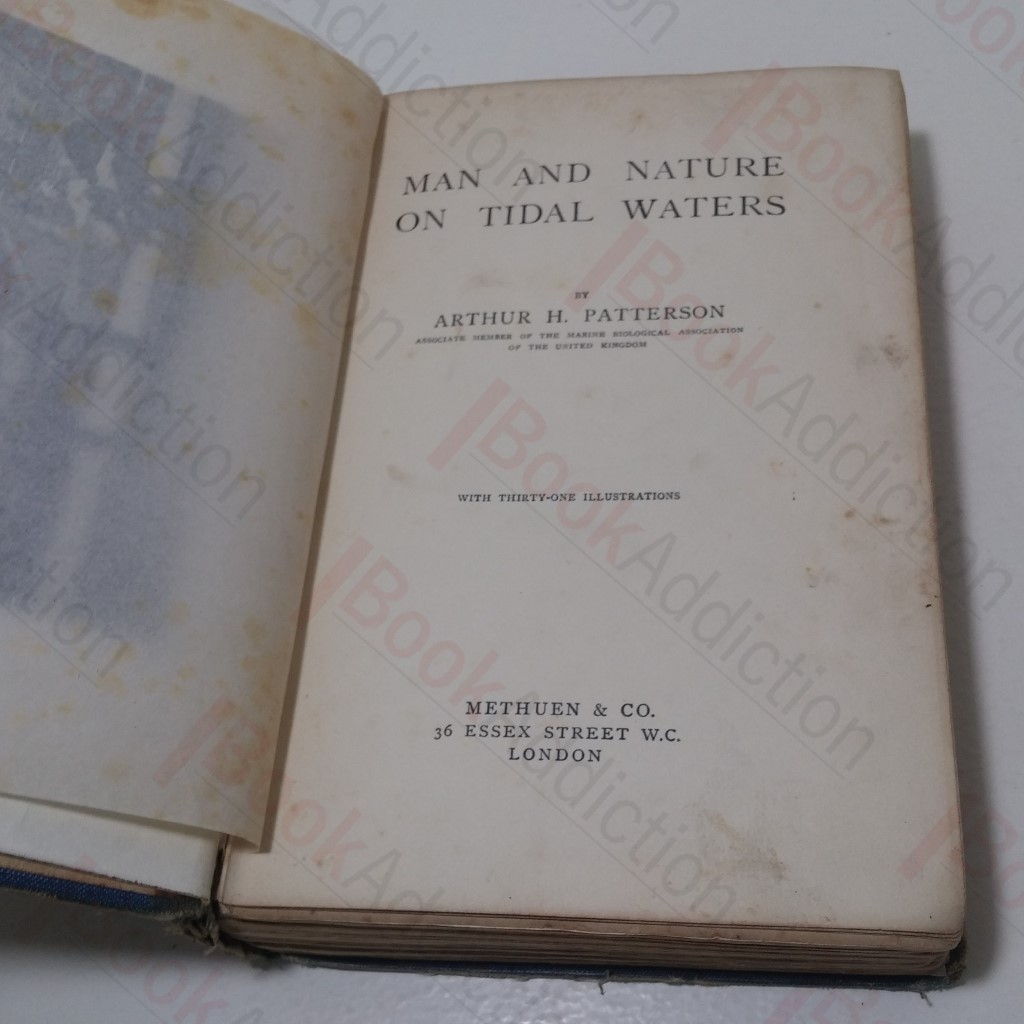 MAN AND NATURE
ON TIDAL WATERS
BY
ARTHUR H. PATTERSON
ASSOCIATE MEMBER OF THE MARINE BIOLOGICAL ASSOCIATION
OF THE UNITED KINGDOM
WITH THIRTY-ONE ILLUSTRATIONS
METHUEN & CO.
36 ESSEX STREET W.C.
LONDON
BookAddiction